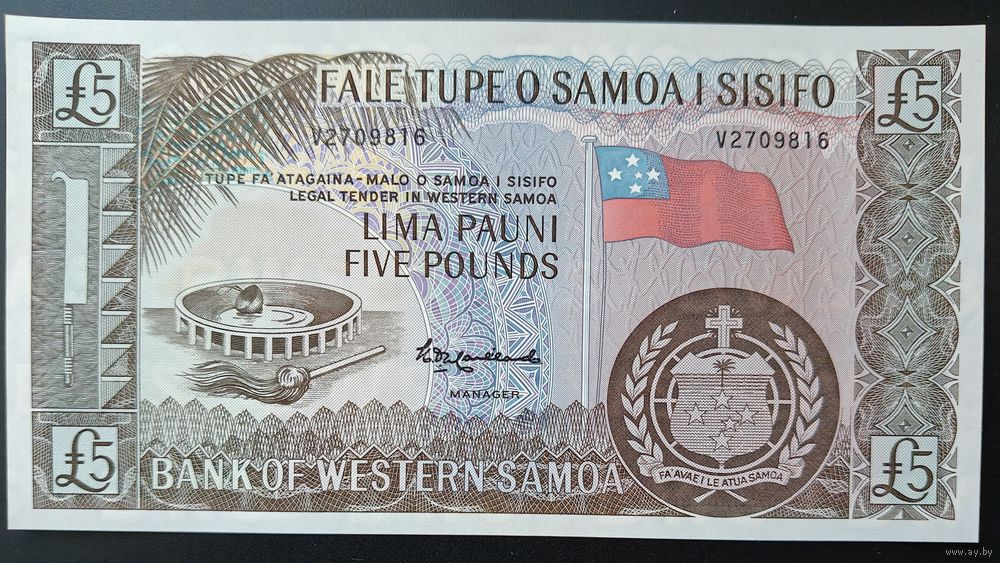 £5
£5
FALE TUPE O SAMOA I SISIFO
V2709816
V2709816
TUPE FA'ATAGAINA - MALO O SAMOA I SISIFO
LEGAL TENDER IN WESTERN SAMOA
LIMA PAUNI
FIVE POUNDS
MANAGER
FA'AVAE I LE ATUA SAMOA
£5
£5
BANK OF WESTERN SAMOA
www.ay.by